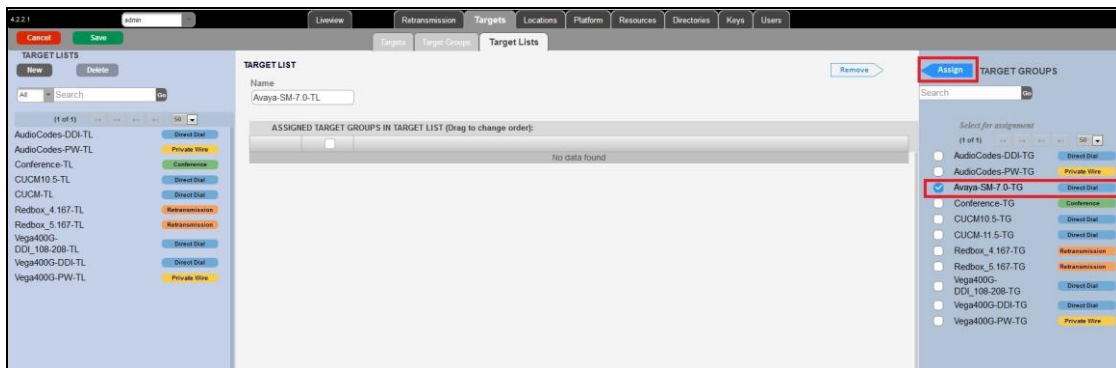 4.2.2.1
admin
Liveview
Retransmission
Targets
Locations
Platform
Resources
Directories
Keys
Users
Cancel
Save
Targets
Target Groups
Target Lists
TARGET LISTS
New
Delete
All
Search
Go
(1 of 1)
50
AudioCodes-DDI-TL Direct Dial
AudioCodes-PW-TL Private Wire
Conference-TL Conference
CUCM10.5-TL Direct Dial
CUCM-TL Direct Dial
Redbox_4.167-TL Retransmission
Redbox_5.167-TL Retransmission
Vega400G-
DDI_108-208-TL Direct Dial
Vega400G-DDI-TL Direct Dial
Vega400G-PW-TL Private Wire
TARGET LIST
Remove
Name
Avaya-SM-7.0-TL
ASSIGNED TARGET GROUPS IN TARGET LIST (Drag to change order):
No data found
Assign
TARGET GROUPS
Search
Go
Select for assignment
(1 of 1)
50
AudioCodes-DDI-TG Direct Dial
AudioCodes-PW-TG Private Wire
Avaya-SM-7.0-TG Direct Dial
Conference-TG Conference
CUCM10.5-TG Direct Dial
CUCM-11.5-TG Direct Dial
Redbox_4.167-TG Retransmission
Redbox_5.167-TG Retransmission
Vega400G-
DDI_108-208-TG Direct Dial
Vega400G-DDI-TG Direct Dial
Vega400G-PW-TG Private Wire